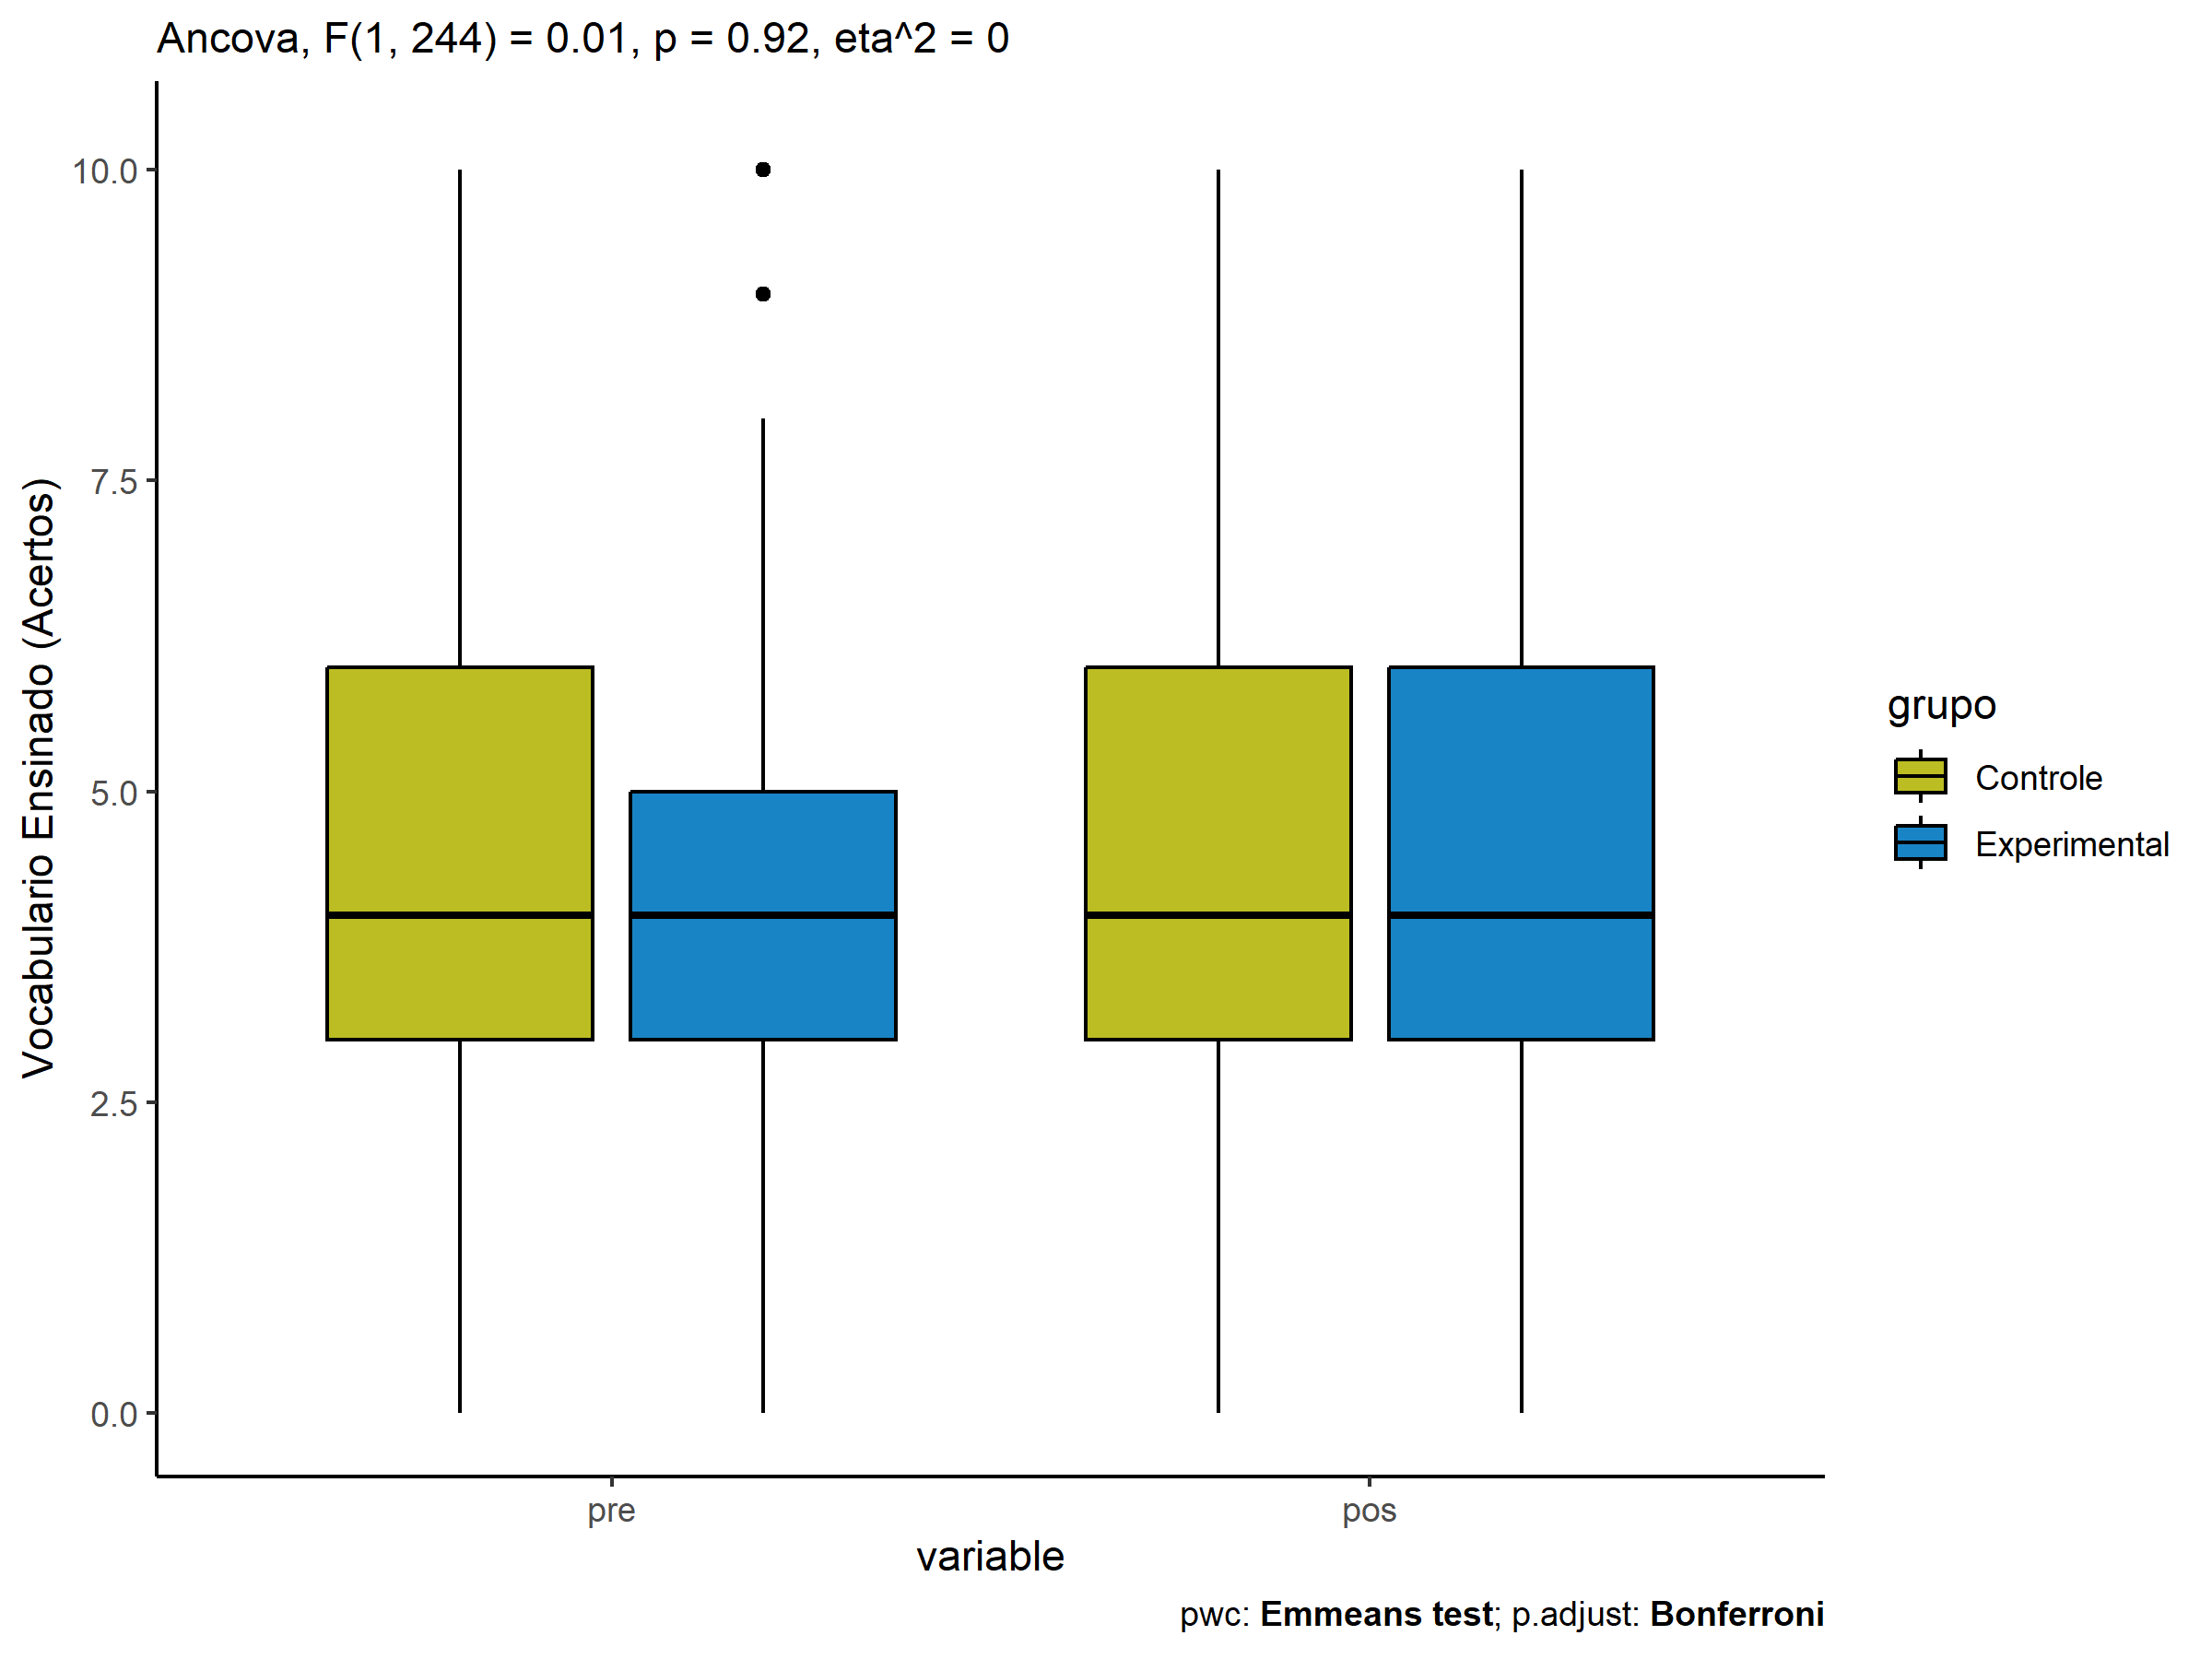 Ancova, F(1, 244) = 0.01, p = 0.92, eta^2 = 0
Vocabulario Ensinado (Acertos)
10.0
7.5
5.0
2.5
0.0
pre
pos
variable
grupo
Controle
Experimental
pwc: Emmeans test; p.adjust: Bonferroni